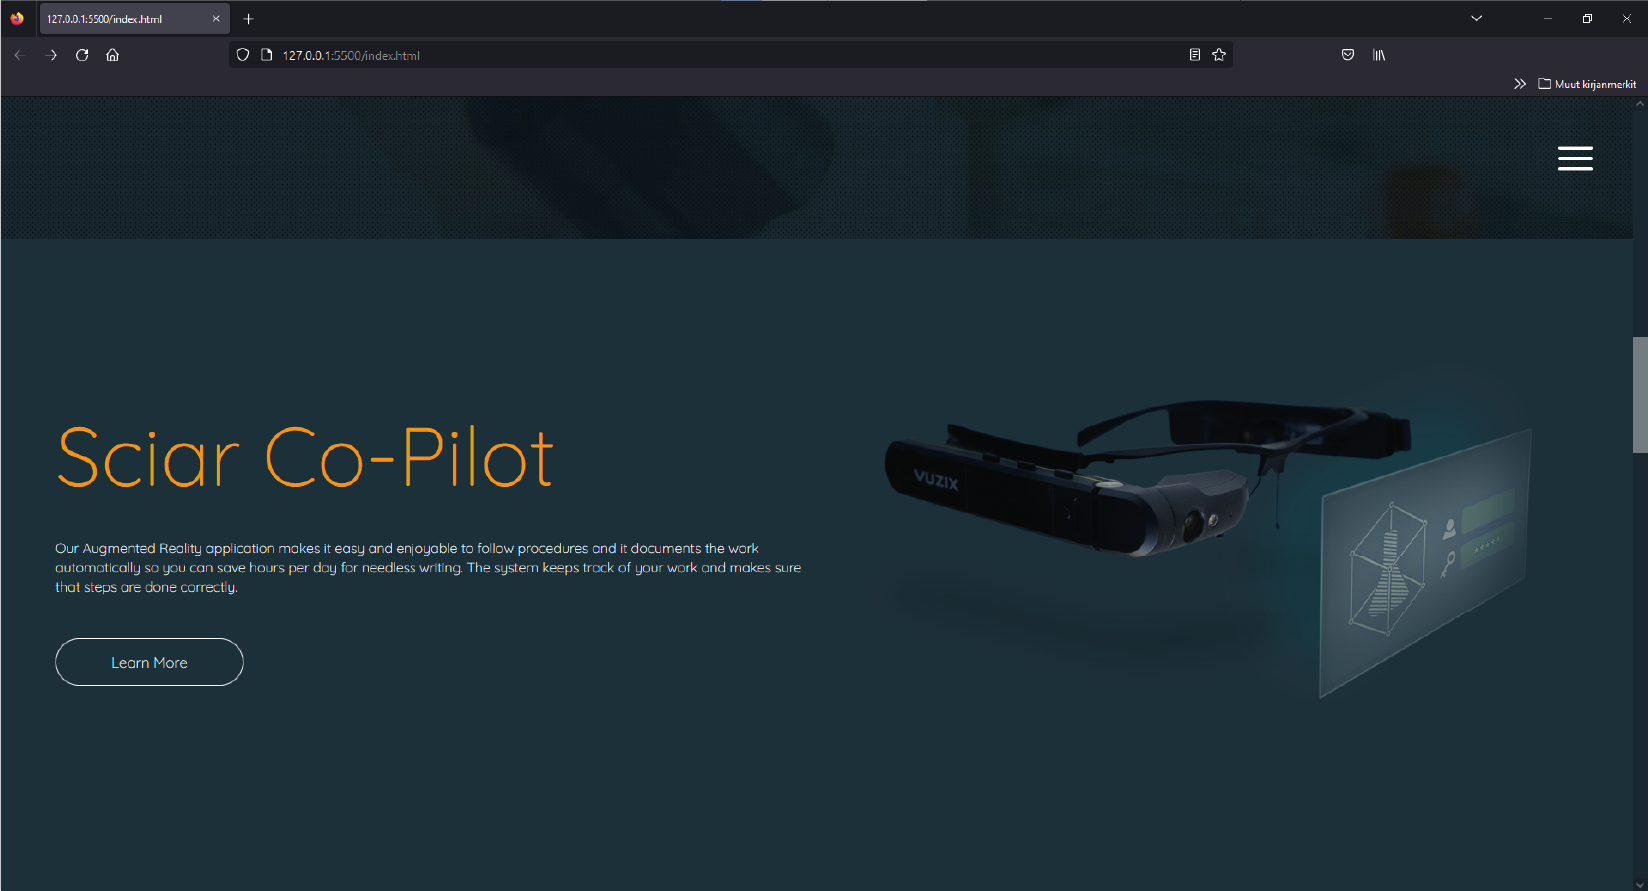 127.0.0.1:5500/index.html
127.0.0.1:5500/index.html
Muut kirjanmerkit
Sciar Co-Pilot
Our Augmented Reality application makes it easy and enjoyable to follow procedures and it documents the work
automatically so you can save hours per day for needless writing. The system keeps track of your work and makes sure
that steps are done correctly.
Learn More
VUZIX
*****